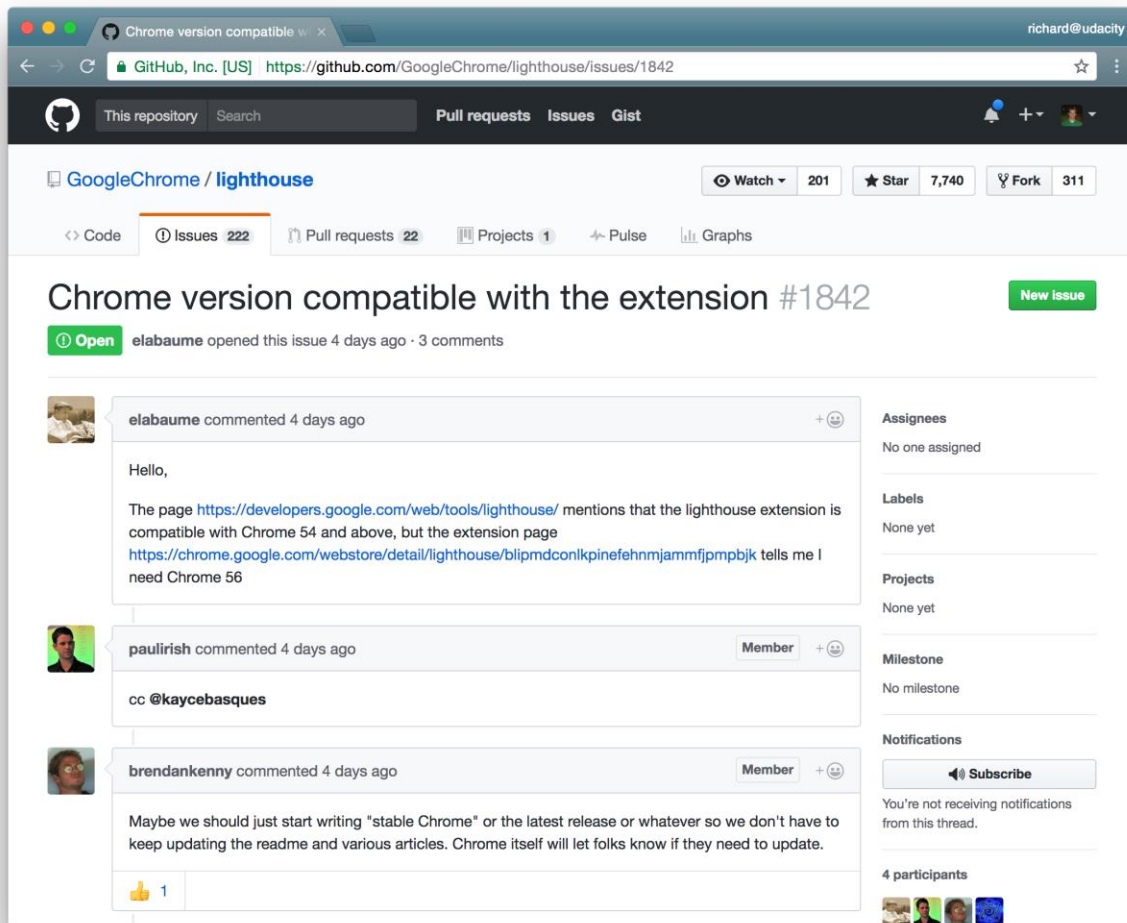 Chrome version compatible w
richard@udacity
GitHub, Inc. [US] https://github.com/GoogleChrome/lighthouse/issues/1842
This repository Search Pull requests Issues Gist
GoogleChrome / lighthouse Watch 201 Star 7,740 Fork 311
Code Issues 222 Pull requests 22 Projects 1 Pulse Graphs
Chrome version compatible with the extension #1842 New issue
Open elabaume opened this issue 4 days ago · 3 comments
elabaume commented 4 days ago
Hello,
The page https://developers.google.com/web/tools/lighthouse/ mentions that the lighthouse extension is
compatible with Chrome 54 and above, but the extension page
https://chrome.google.com/webstore/detail/lighthouse/blipmdconlkpinefehnmjammfjpmpbjk tells me I
need Chrome 56
paulirish commented 4 days ago Member
cc @kaycebasques
brendankenny commented 4 days ago Member
Maybe we should just start writing "stable Chrome" or the latest release or whatever so we don't have to
keep updating the readme and various articles. Chrome itself will let folks know if they need to update.
1
Assignees
No one assigned
Labels
None yet
Projects
None yet
Milestone
No milestone
Notifications
Subscribe
You're not receiving notifications
from this thread.
4 participants